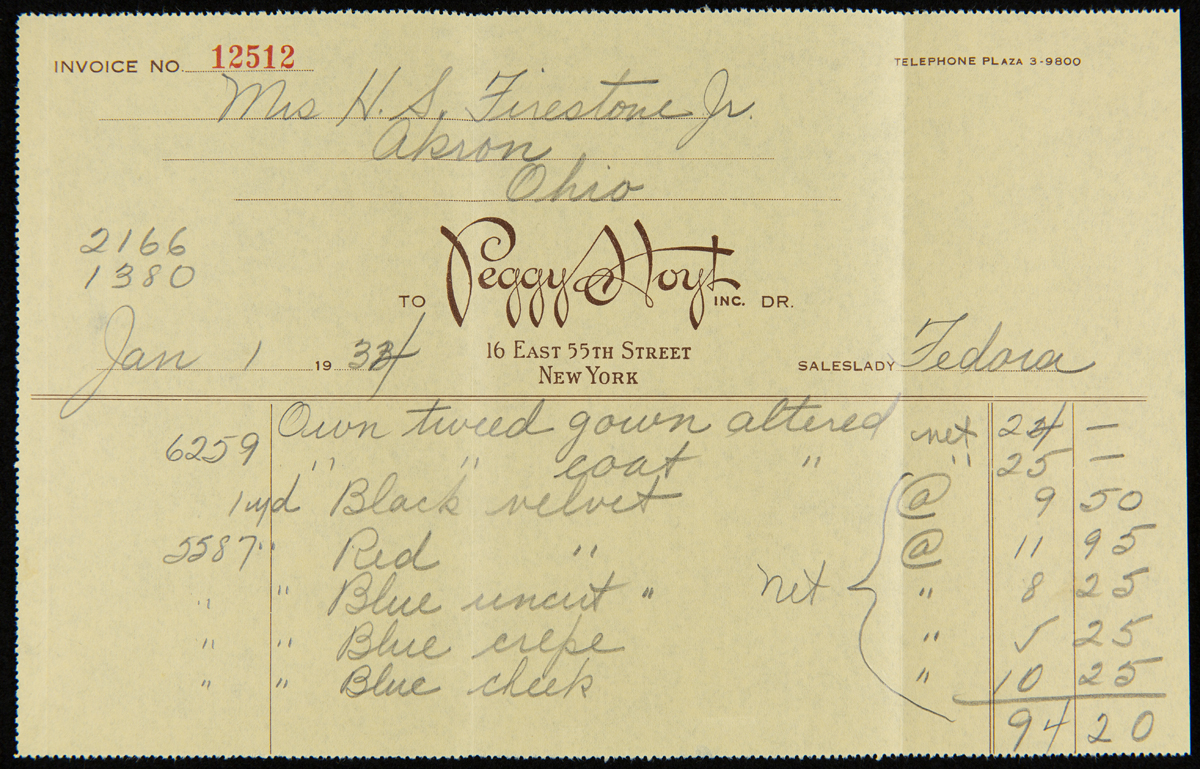 INVOICE NO. 12512
TELEPHONE PLAZA 3-9800
Mrs H. S. Firestone Jr.
Akron
Ohio
2166
1380
TO Peggy Hoyt INC. DR.
16 EAST 55TH STREET
NEW YORK
Jan 1 1934
SALESLADY Fedora
6259 Own tweed gown altered net 24 —
" " coat " " 25 —
1 yd Black velvet @ 9 50
5587 " Red " @ 11 95
" " Blue uncut " net " 8 25
" " Blue crepe " 5 25
" " Blue check " 10 25
94 20